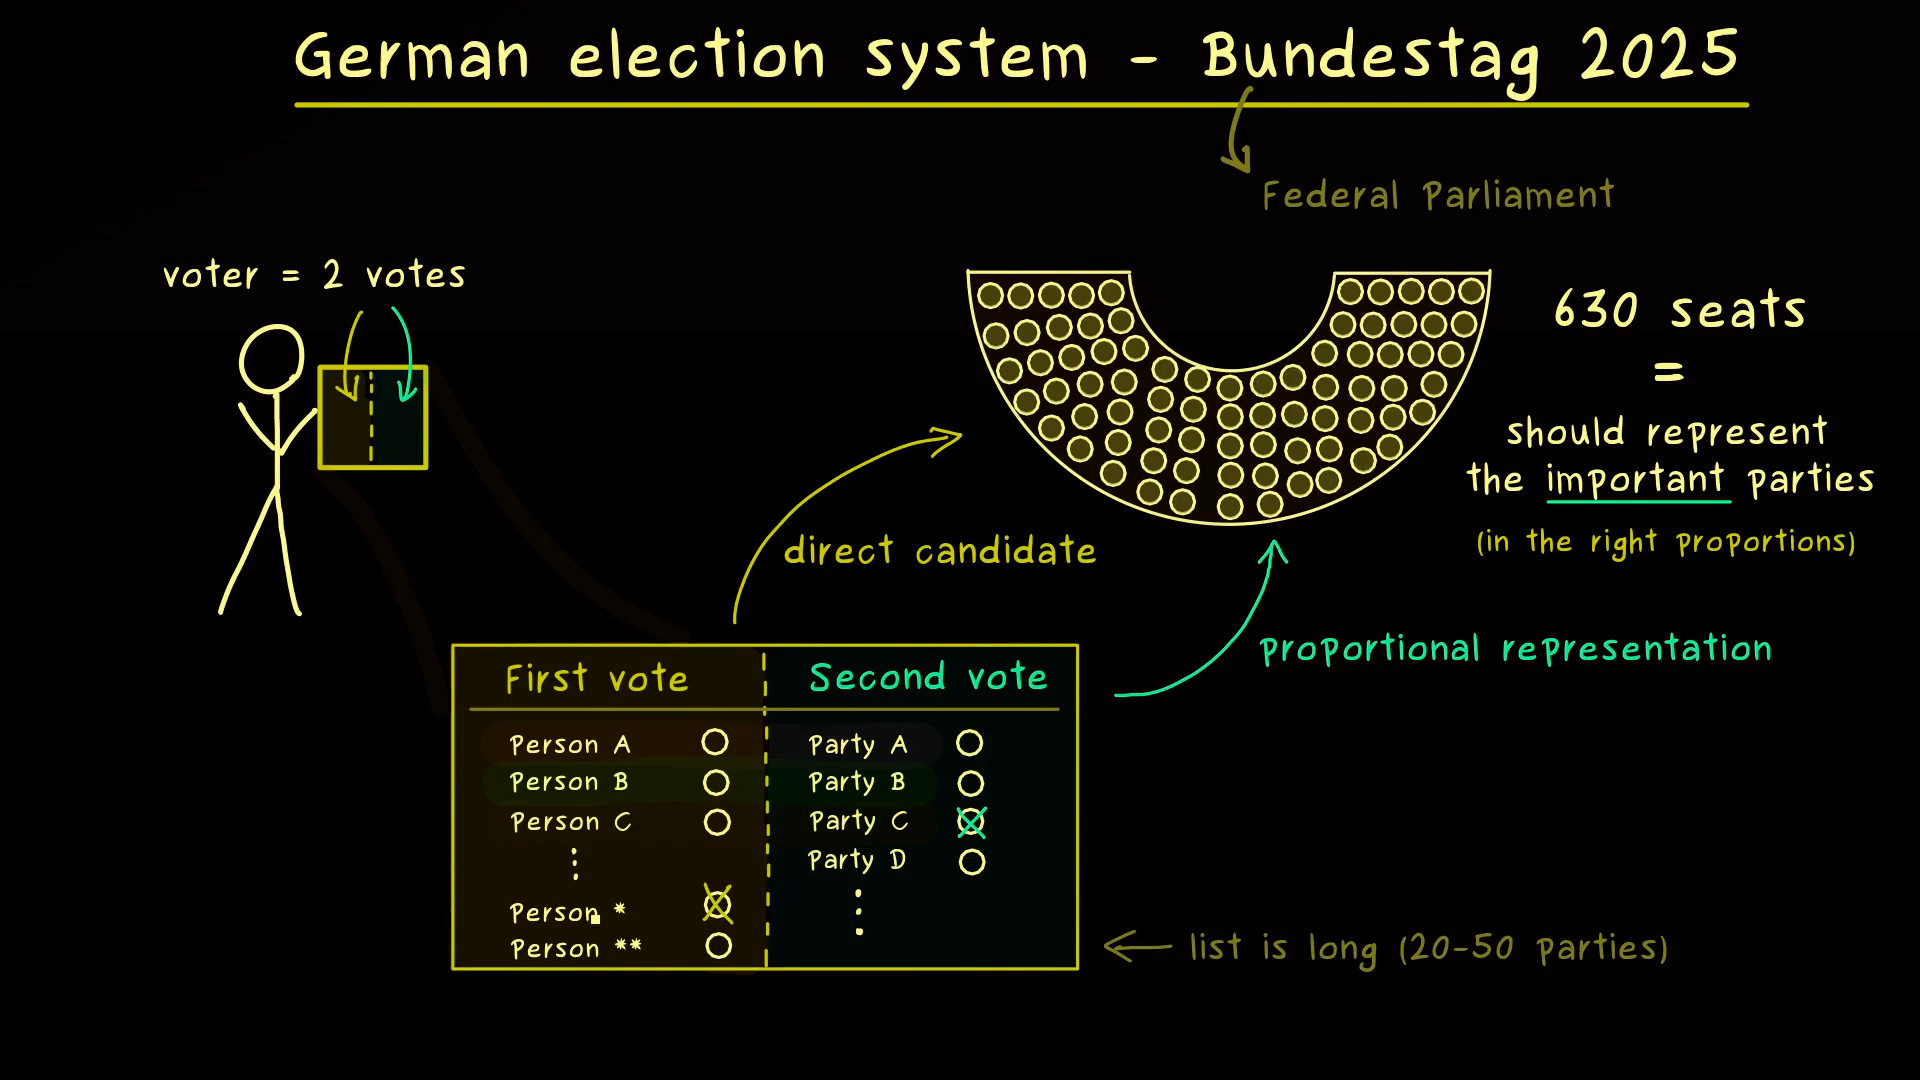 German election system - Bundestag 2025
Federal Parliament
voter = 2 votes
630 seats
=
should represent
the important parties
(in the right proportions)
direct candidate
proportional representation
First vote
Second vote
Person A
Party A
Person B
Party B
Person C
Party C
Party D
Person *
Person **
list is long (20-50 parties)